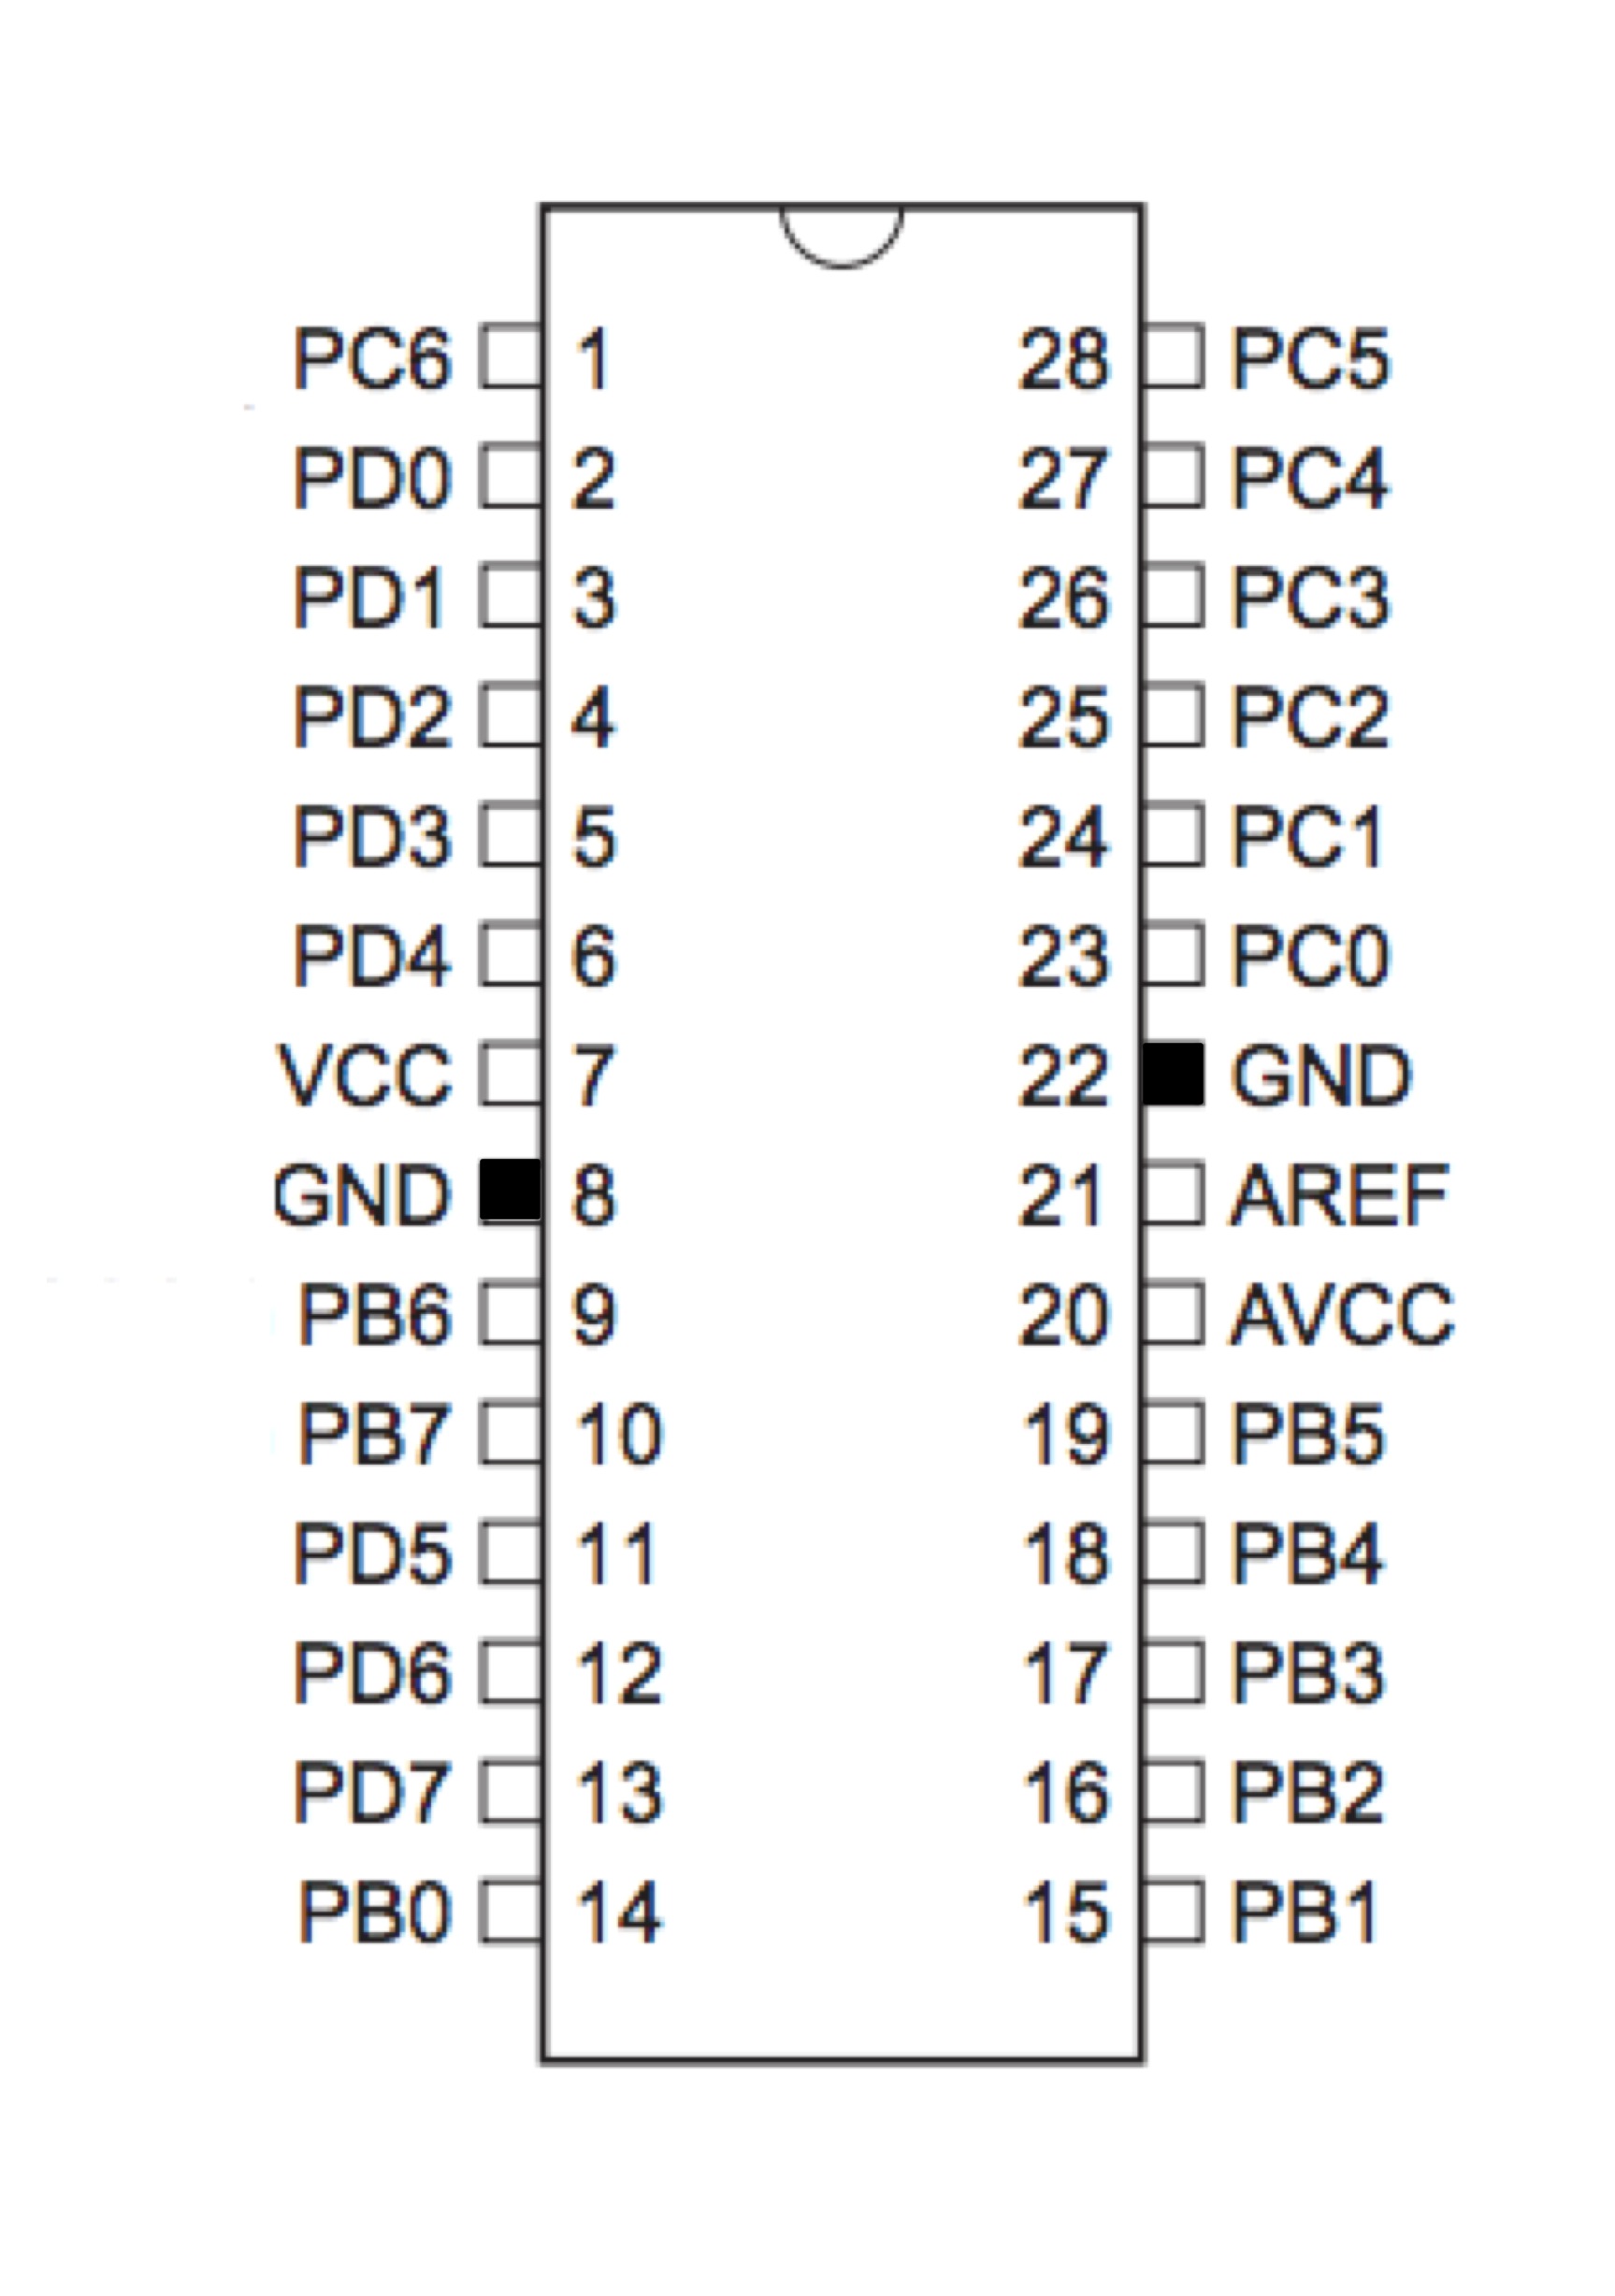 PC6 1 28 PC5
PD0 2 27 PC4
PD1 3 26 PC3
PD2 4 25 PC2
PD3 5 24 PC1
PD4 6 23 PC0
VCC 7 22 GND
GND 8 21 AREF
PB6 9 20 AVCC
PB7 10 19 PB5
PD5 11 18 PB4
PD6 12 17 PB3
PD7 13 16 PB2
PB0 14 15 PB1